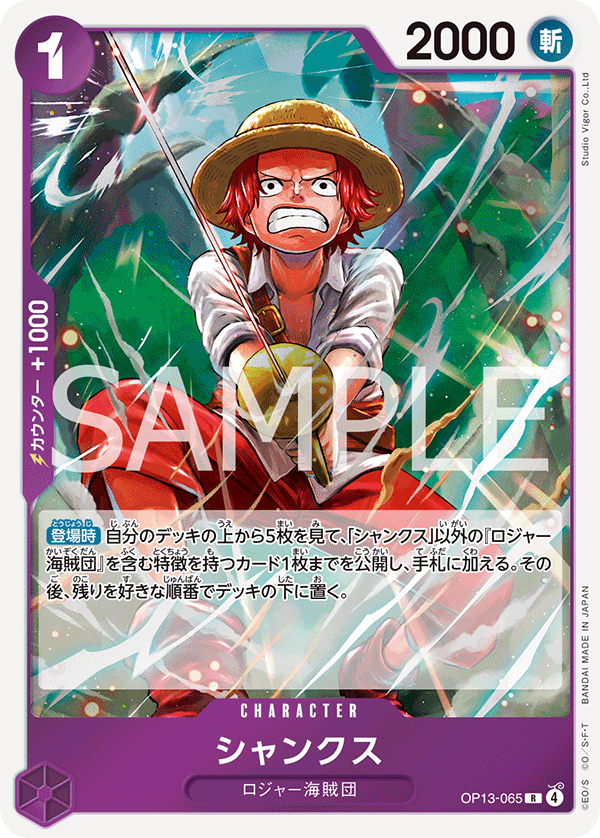 1
2000 斬
Studio Vigor Co.,Ltd
カウンター +1000
SAMPLE
登場時 自分のデッキの上から5枚を見て、「シャンクス」以外の『ロジャー
海賊団』を含む特徴を持つカード1枚までを公開し、手札に加える。その
後、残りを好きな順番でデッキの下に置く。
CHARACTER
シャンクス
ロジャー海賊団
OP13-065 R 4
©E.O/S ©O/S・F・T BANDAI MADE IN JAPAN